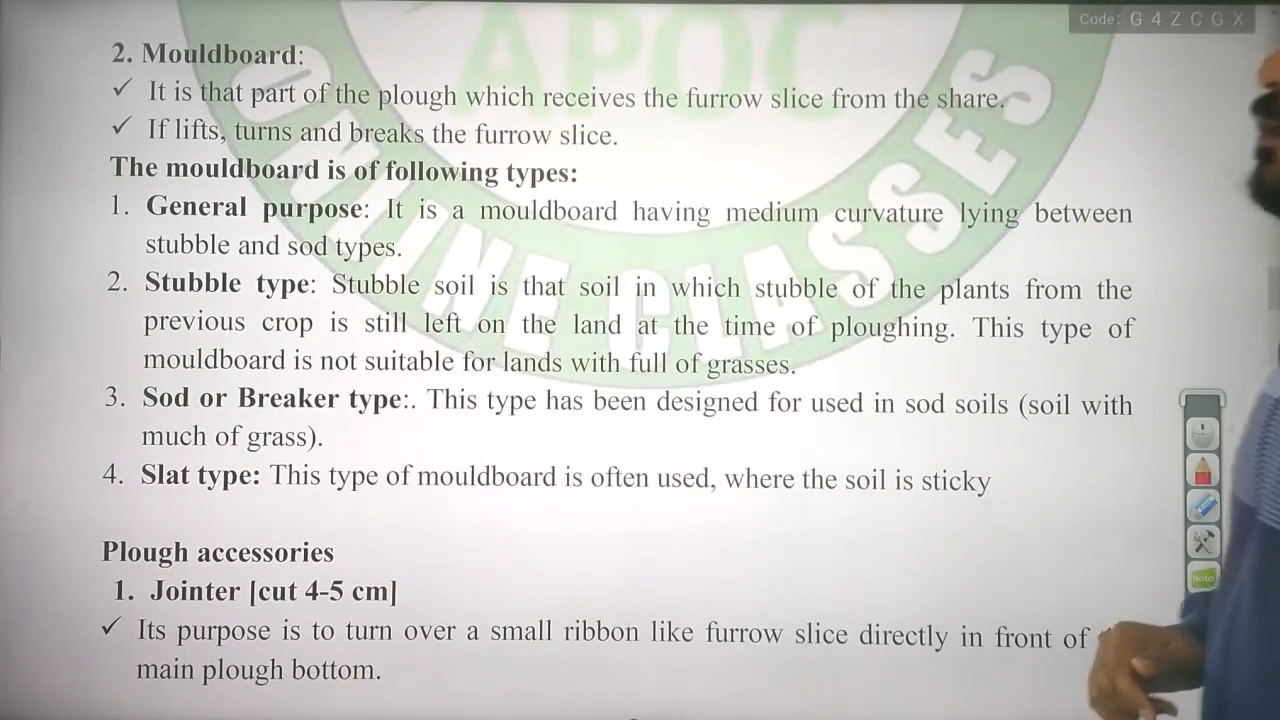 Code: G 4 Z C G X
APOC
ONLINE CLASSES
2. Mouldboard:
✓ It is that part of the plough which receives the furrow slice from the share.
✓ If lifts, turns and breaks the furrow slice.
The mouldboard is of following types:
1. General purpose: It is a mouldboard having medium curvature lying between
stubble and sod types.
2. Stubble type: Stubble soil is that soil in which stubble of the plants from the
previous crop is still left on the land at the time of ploughing. This type of
mouldboard is not suitable for lands with full of grasses.
3. Sod or Breaker type:. This type has been designed for used in sod soils (soil with
much of grass).
4. Slat type: This type of mouldboard is often used, where the soil is sticky
Plough accessories
1. Jointer [cut 4-5 cm]
✓ Its purpose is to turn over a small ribbon like furrow slice directly in front of
main plough bottom.
Note